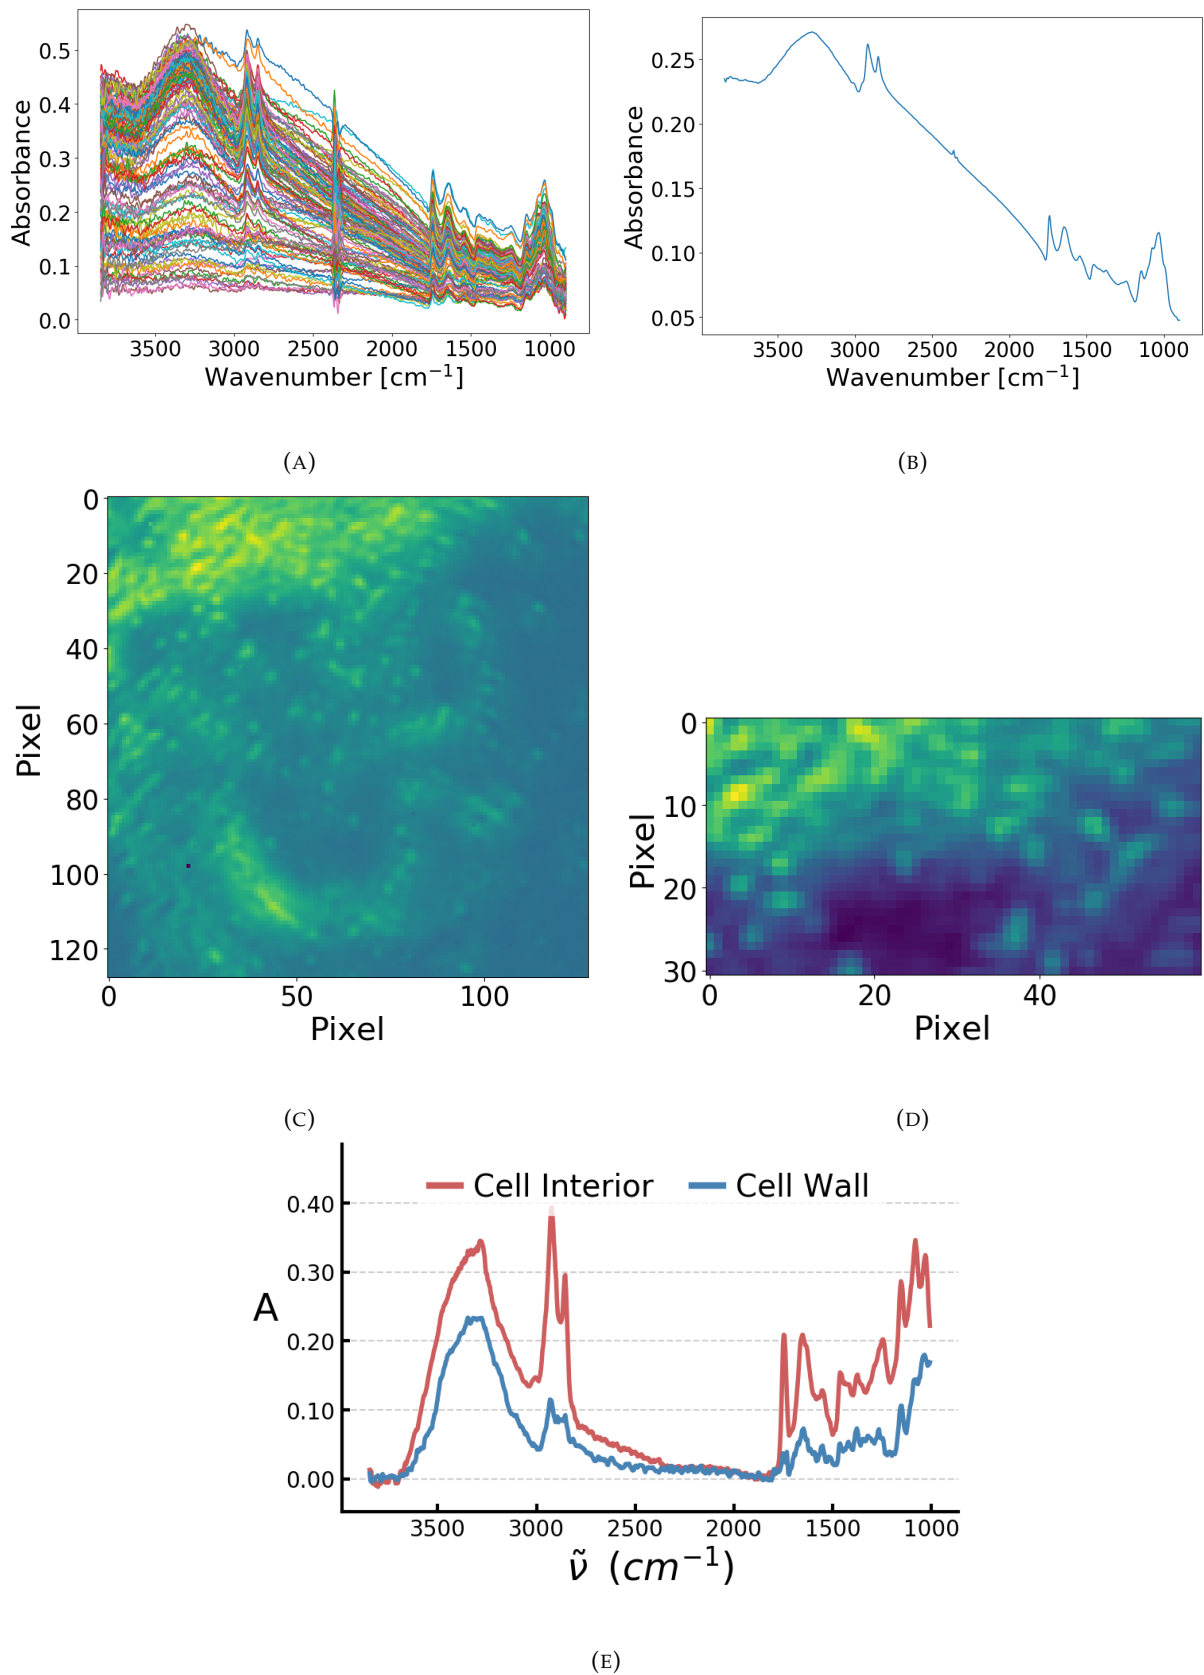 0.5
0.4
0.3
0.2
0.1
0.0
Absorbance
3500 3000 2500 2000 1500 1000
Wavenumber [cm⁻¹]
(A)
0.25
0.20
0.15
0.10
0.05
Absorbance
3500 3000 2500 2000 1500 1000
Wavenumber [cm⁻¹]
(B)
0
20
40
60
80
100
120
Pixel
0 50 100
Pixel
(C)
0
10
20
30
Pixel
0 20 40
Pixel
(D)
Cell Interior Cell Wall
0.40
0.30
0.20
0.10
0.00
A
3500 3000 2500 2000 1500 1000
ν̃ (cm⁻¹)
(E)